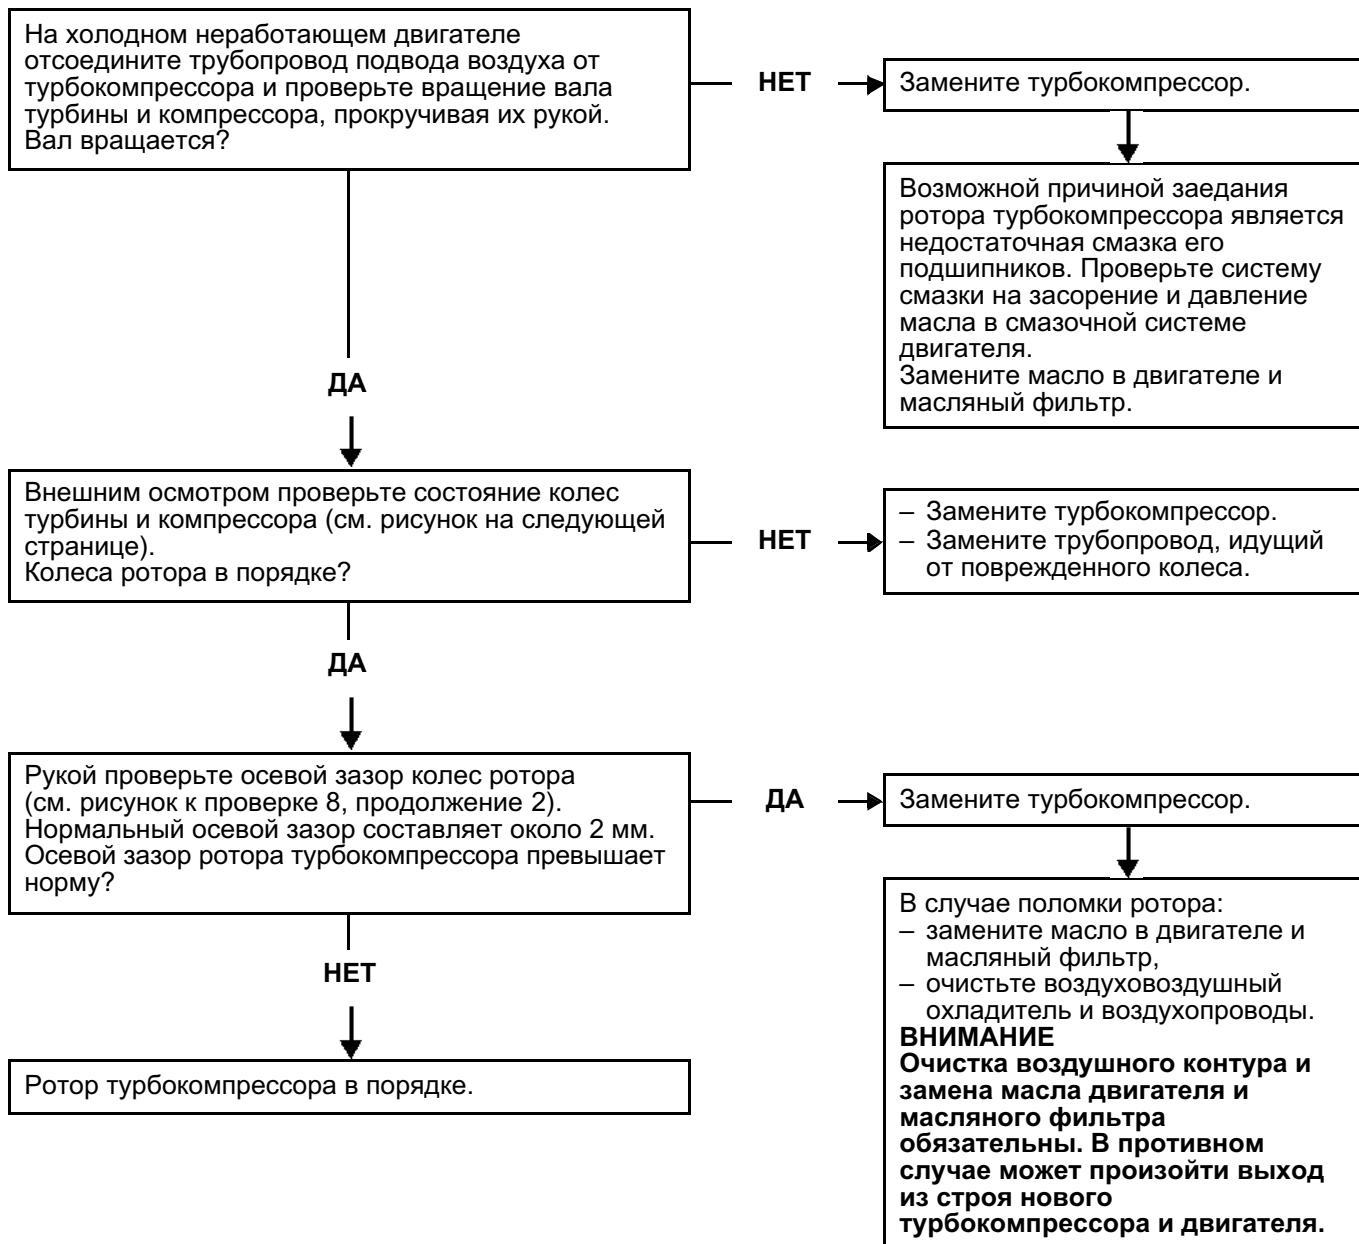 На холодном неработающем двигателе
отсоедините трубопровод подвода воздуха от
турбокомпрессора и проверьте вращение вала
турбины и компрессора, прокручивая их рукой.
Вал вращается?
НЕТ
Замените турбокомпрессор.
Возможной причиной заедания
ротора турбокомпрессора является
недостаточная смазка его
подшипников. Проверьте систему
смазки на засорение и давление
масла в смазочной системе
двигателя.
Замените масло в двигателе и
масляный фильтр.
ДА
Внешним осмотром проверьте состояние колес
турбины и компрессора (см. рисунок на следующей
странице).
Колеса ротора в порядке?
НЕТ
– Замените турбокомпрессор.
– Замените трубопровод, идущий
от поврежденного колеса.
ДА
Рукой проверьте осевой зазор колес ротора
(см. рисунок к проверке 8, продолжение 2).
Нормальный осевой зазор составляет около 2 мм.
Осевой зазор ротора турбокомпрессора превышает
норму?
ДА
Замените турбокомпрессор.
В случае поломки ротора:
– замените масло в двигателе и
масляный фильтр,
– очистьте воздуховоздушный
охладитель и воздухопроводы.
ВНИМАНИЕ
Очистка воздушного контура и
замена масла двигателя и
масляного фильтра
обязательны. В противном
случае может произойти выход
из строя нового
турбокомпрессора и двигателя.
НЕТ
Ротор турбокомпрессора в порядке.